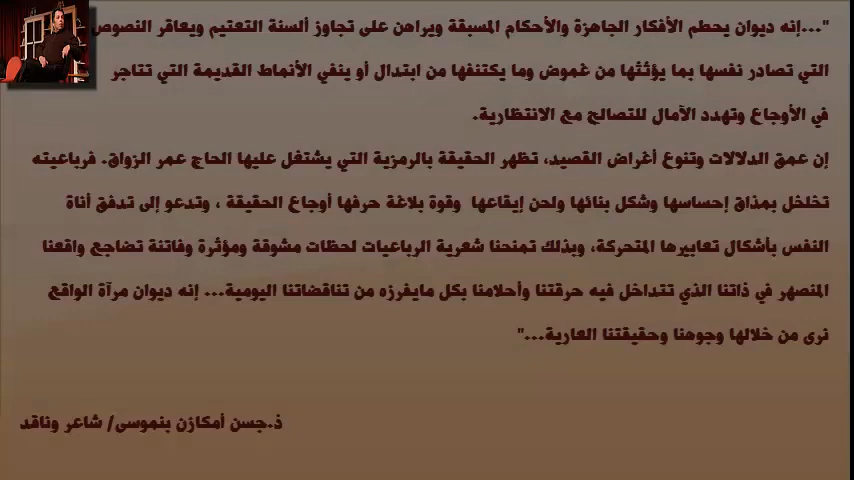 "...إنه ديوان يحطم الأفكار الجاهزة والأحكام المسبقة ويراهن على تجاوز ألسنة التعتيم ويعاقر النصوص
التي تصادر نفسها بما يؤثثها من غموض وما يكتنفها من ابتدال أو ينفي الأنماط القديمة التي تتاجر
في الأوجاع وتهدد الآمال للتصالح مع الانتظارية.
إن عمق الدلالات وتنوع أغراض القصيد، تظهر الحقيقة بالرمزية التي يشتغل عليها الحاج عمر الزواق. فرباعيته
تخلخل بمذاق إحساسها وشكل بنائها ولحن إيقاعها وقوة بلاغة حرفها أوجاع الحقيقة ، وتدعو إلى تدفق أناة
النفس بأشكال تعابيرها المتحركة، وبذلك تمنحنا شعرية الرباعيات لحظات مشوقة ومؤثرة وفاتنة تضاجع واقعنا
المنصهر في ذاتنا الذي تتداخل فيه حرقتنا وأحلامنا بكل مايفرزه من تناقضاتنا اليومية... إنه ديوان مرآة الواقع
نرى من خلالها وجوهنا وحقيقتنا العارية..."
ذ.حسن أمكازن بنموسى/ شاعر وناقد